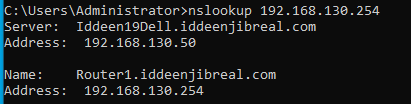 C:\Users\Administrator>nslookup 192.168.130.254
Server:  Iddeen19Dell.iddeenjibreal.com
Address:  192.168.130.50
Name:    Router1.iddeenjibreal.com
Address:  192.168.130.254